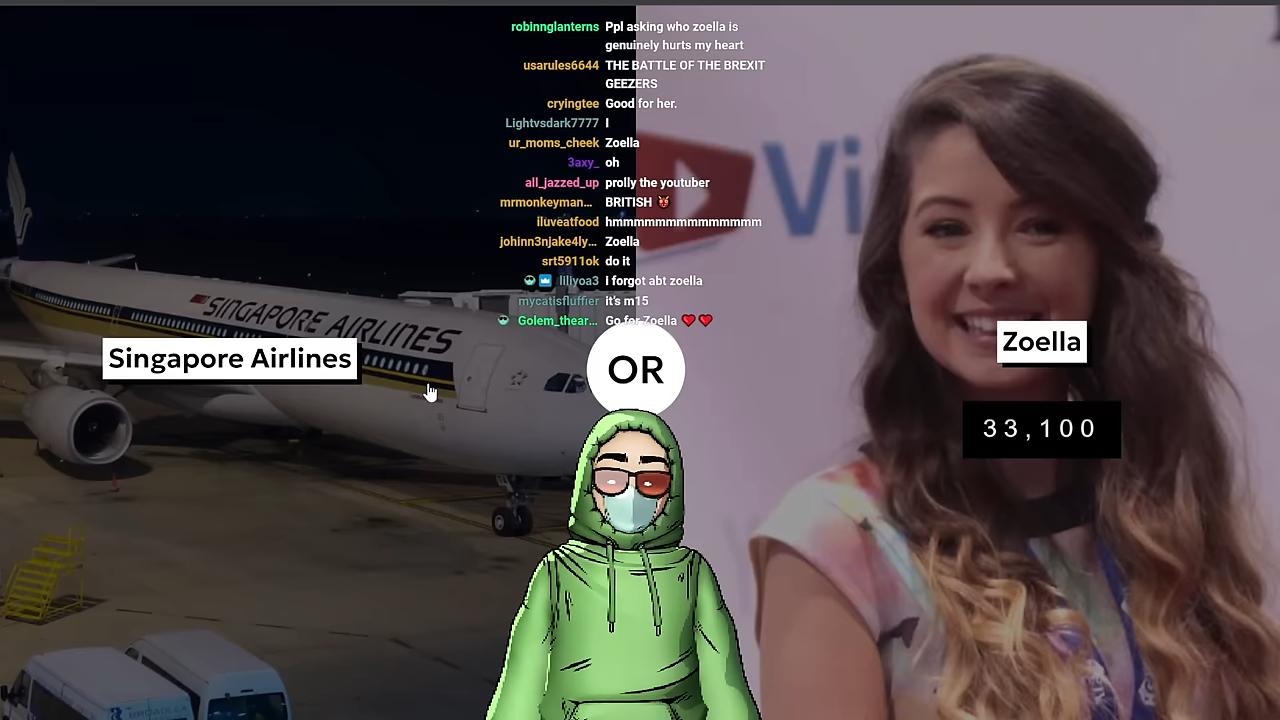 robinnglanterns Ppl asking who zoella is
genuinely hurts my heart
usarules6644 THE BATTLE OF THE BREXIT
GEEZERS
cryingtee Good for her.
Lightvsdark7777 I
ur_moms_cheek Zoella
3axy_ oh
all_jazzed_up prolly the youtuber
mrmonkeyman... BRITISH 👹
iluveatfood hmmmmmmmmmmmmmm
johinn3njake4ly... Zoella
srt5911ok do it
liliyoa3 I forgot abt zoella
mycatisfluffier it's m15
Golem_thear... Go for Zoella ❤️❤️
Vi
SINGAPORE AIRLINES
Singapore Airlines
OR
Zoella
33,100